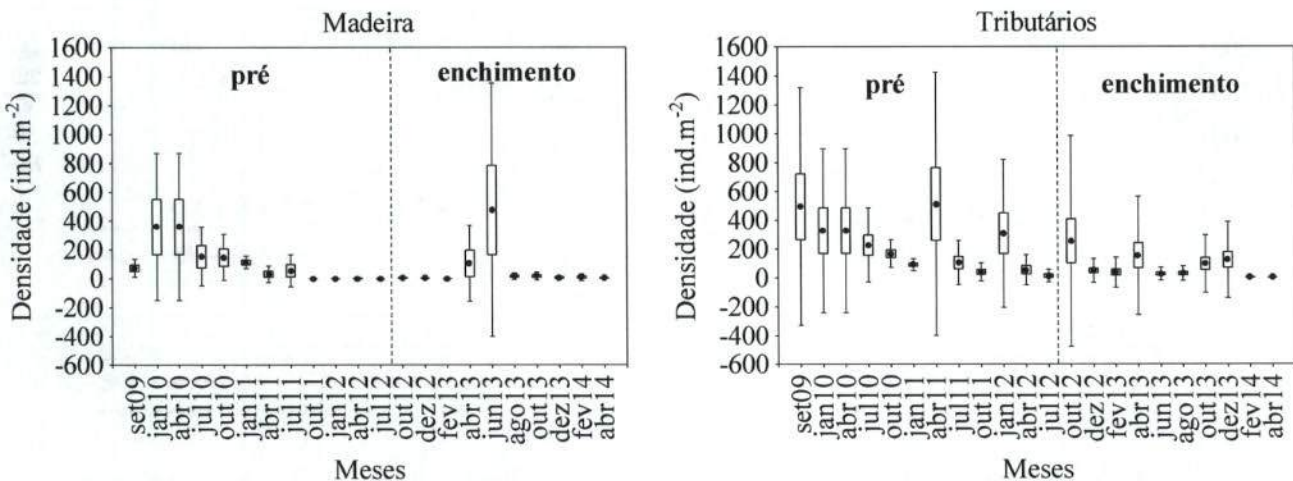 Madeira
Densidade (ind.m-2)
1600
1400
1200
1000
800
600
400
200
0
-200
-400
-600
pré
enchimento
set09
jan10
abr10
jul10
out10
jan11
abr11
jul11
out11
jan12
abr12
jul12
out12
dez12
fev13
abr13
jun13
ago13
out13
dez13
fev14
abr14
Meses
Tributários
Densidade (ind.m-2)
1600
1400
1200
1000
800
600
400
200
0
-200
-400
-600
pré
enchimento
set09
jan10
abr10
jul10
out10
jan11
abr11
jul11
out11
jan12
abr12
jul12
out12
dez12
fev13
abr13
jun13
ago13
out13
dez13
fev14
abr14
Meses